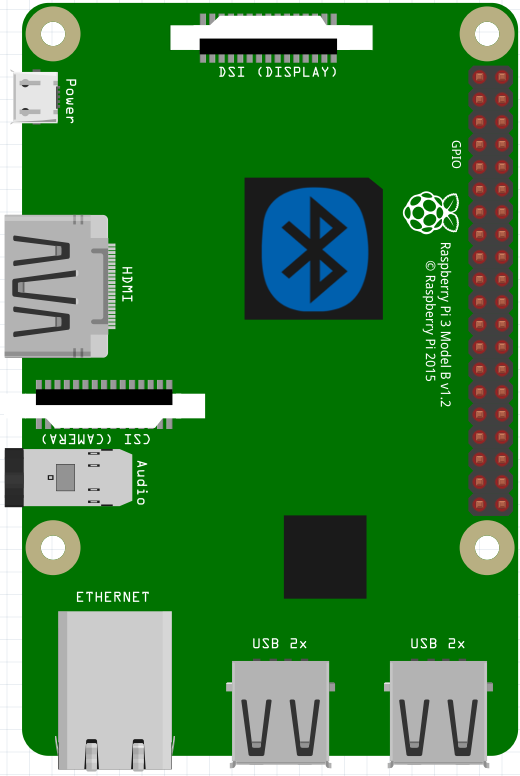 DSI (DISPLAY)
Power
GPIO
HDMI
Raspberry Pi 3 Model B v1.2
© Raspberry Pi 2015
CSI (CAMERA)
Audio
ETHERNET
USB 2x
USB 2x